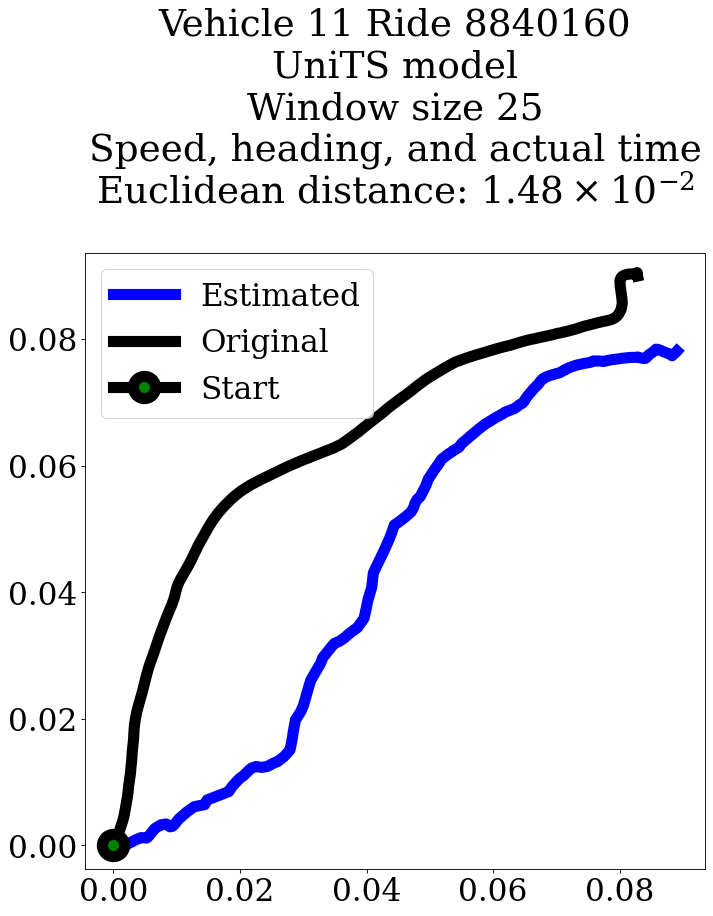 Vehicle 11 Ride 8840160
UniTS model
Window size 25
Speed, heading, and actual time
Euclidean distance: 1.48 × 10⁻²
Estimated
Original
Start
0.08
0.06
0.04
0.02
0.00
0.00 0.02 0.04 0.06 0.08